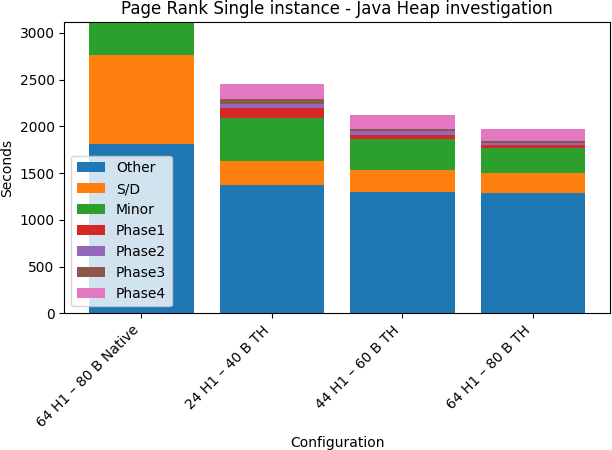 Page Rank Single instance - Java Heap investigation
3000
2500
2000
1500
1000
500
0
Seconds
Other
S/D
Minor
Phase1
Phase2
Phase3
Phase4
64 H1 – 80 B Native
24 H1 – 40 B TH
44 H1 – 60 B TH
64 H1 – 80 B TH
Configuration